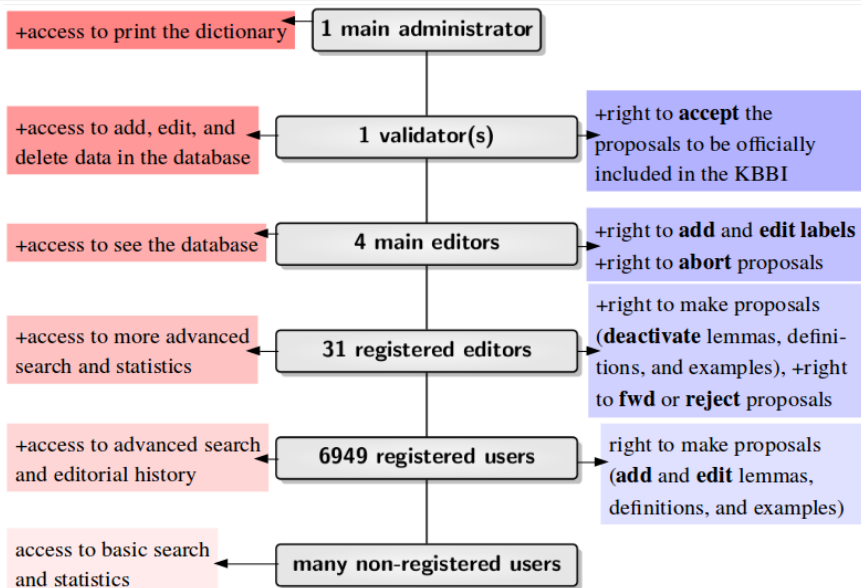 +access to print the dictionary
1 main administrator
+access to add, edit, and
delete data in the database
1 validator(s)
+right to accept the
proposals to be officially
included in the KBBI
+access to see the database
4 main editors
+right to add and edit labels
+right to abort proposals
+access to more advanced
search and statistics
31 registered editors
+right to make proposals
(deactivate lemmas, defini-
tions, and examples), +right
to fwd or reject proposals
+access to advanced search
and editorial history
6949 registered users
right to make proposals
(add and edit lemmas,
definitions, and examples)
access to basic search
and statistics
many non-registered users